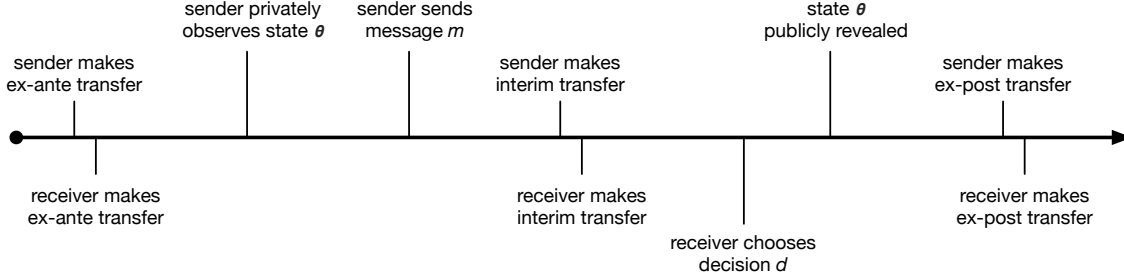 sender privately
observes state θ
sender sends
message m
state θ
publicly revealed
sender makes
ex-ante transfer
sender makes
interim transfer
sender makes
ex-post transfer
receiver makes
ex-ante transfer
receiver makes
interim transfer
receiver makes
ex-post transfer
receiver chooses
decision d